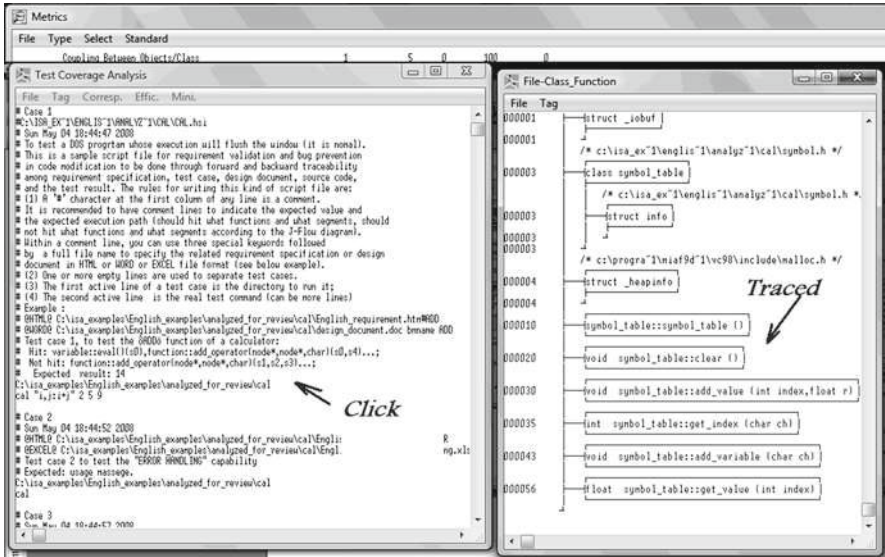 Metrics
File Type Select Standard
Coupling Between Objects/Class 1 5 0 100 0
Test Coverage Analysis
File Tag Corresp. Effic. Mini.
# Case 1
#C:\ISA_EX~1\ENGLIS~1\ANALYZ~1\CAL\CAL.hsi
# Sun May 04 18:44:47 2008
# To test a DOS progrtam whose execution will flush the window (it is nomal).
# This is a sample script file for requirement validation and bug prevention
# in code modification to be done through forward and backward traceability
# among requirement specification, test case, design document, source code,
# and the test result. The rules for writing this kind of script file are:
# (1) A '#' character at the first column of any line is a comment.
# It is recommended to have comment lines to indicate the expected value and
# the expected execution path (should hit what functions and what segments, should
# not hit what functions and what segments according to the J-Flow diagram).
# Within a comment line, you can use three special keywords followed
# by a full file name to specify the related requirement specification or design
# document in HTML or WORD or EXCEL file format (see below example).
# (2) One or more empty lines are used to separate test cases.
# (3) The first active line of a test case is the directory to run it;
# (4) The second active line is the real test command (can be more lines)
# Example :
# @HTML@ C:\isa_examples\English_examples\analyzed_for_review\cal\English_requirement.htm#ADD
# @WORD@ C:\isa_examples\English_examples\analyzed_for_review\cal\design_document.doc bmname ADD
# Test case 1, to test the öADDö function of a calculator:
# Hit: variable::eval()(s0),function::add_operator(node*,node*,char)(s0,s4)...;
# Not hit: function::add_operator(node*,node*,char)(s1,s2,s3)...;
# Expected result: 14
C:\isa_examples\English_examples\analyzed_for_review\cal
cal "i,j:i*j" 2 5 9
Click
# Case 2
# Sun May 04 18:44:52 2008
# @HTML@ C:\isa_examples\English_examples\analyzed_for_review\cal\Englis R
# @EXCEL@ C:\isa_examples\English_examples\analyzed_for_review\cal\Engl ng.xls
# Test case 2 to test the "ERROR HANDLING" capability
# Expected: usage massege.
C:\isa_examples\English_examples\analyzed_for_review\cal
cal
# Case 3
# Sun May 04 18:44:57 2008
File-Class_Function
File Tag
000001 struct _iobuf
000001
/* c:\isa_ex~1\englis~1\analyz~1\cal\symbol.h */
000003 class symbol_table
/* c:\isa_ex~1\englis~1\analyz~1\cal\symbol.h *
000003 struct info
000003
000003
/* c:\progra~1\miaf9d~1\vc98\include\malloc.h */
000004 struct _heapinfo
000004
Traced
000010 symbol_table::symbol_table ()
000020 void symbol_table::clear ()
000030 void symbol_table::add_value (int index,float r)
000035 int symbol_table::get_index (char ch)
000043 void symbol_table::add_variable (char ch)
000056 float symbol_table::get_value (int index)